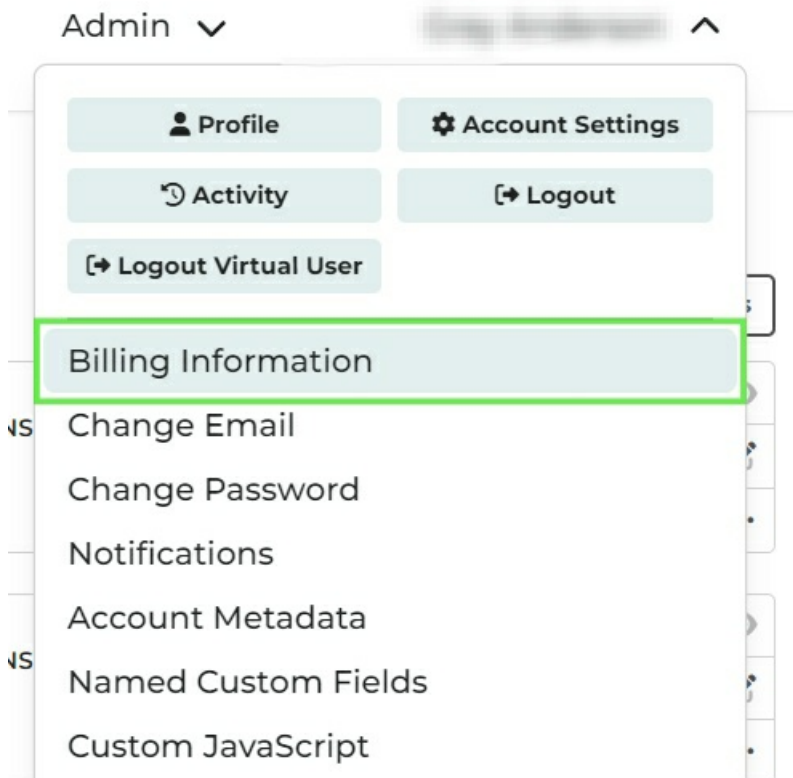 Admin
Profile
Account Settings
Activity
Logout
Logout Virtual User
Billing Information
Change Email
Change Password
Notifications
Account Metadata
Named Custom Fields
Custom JavaScript